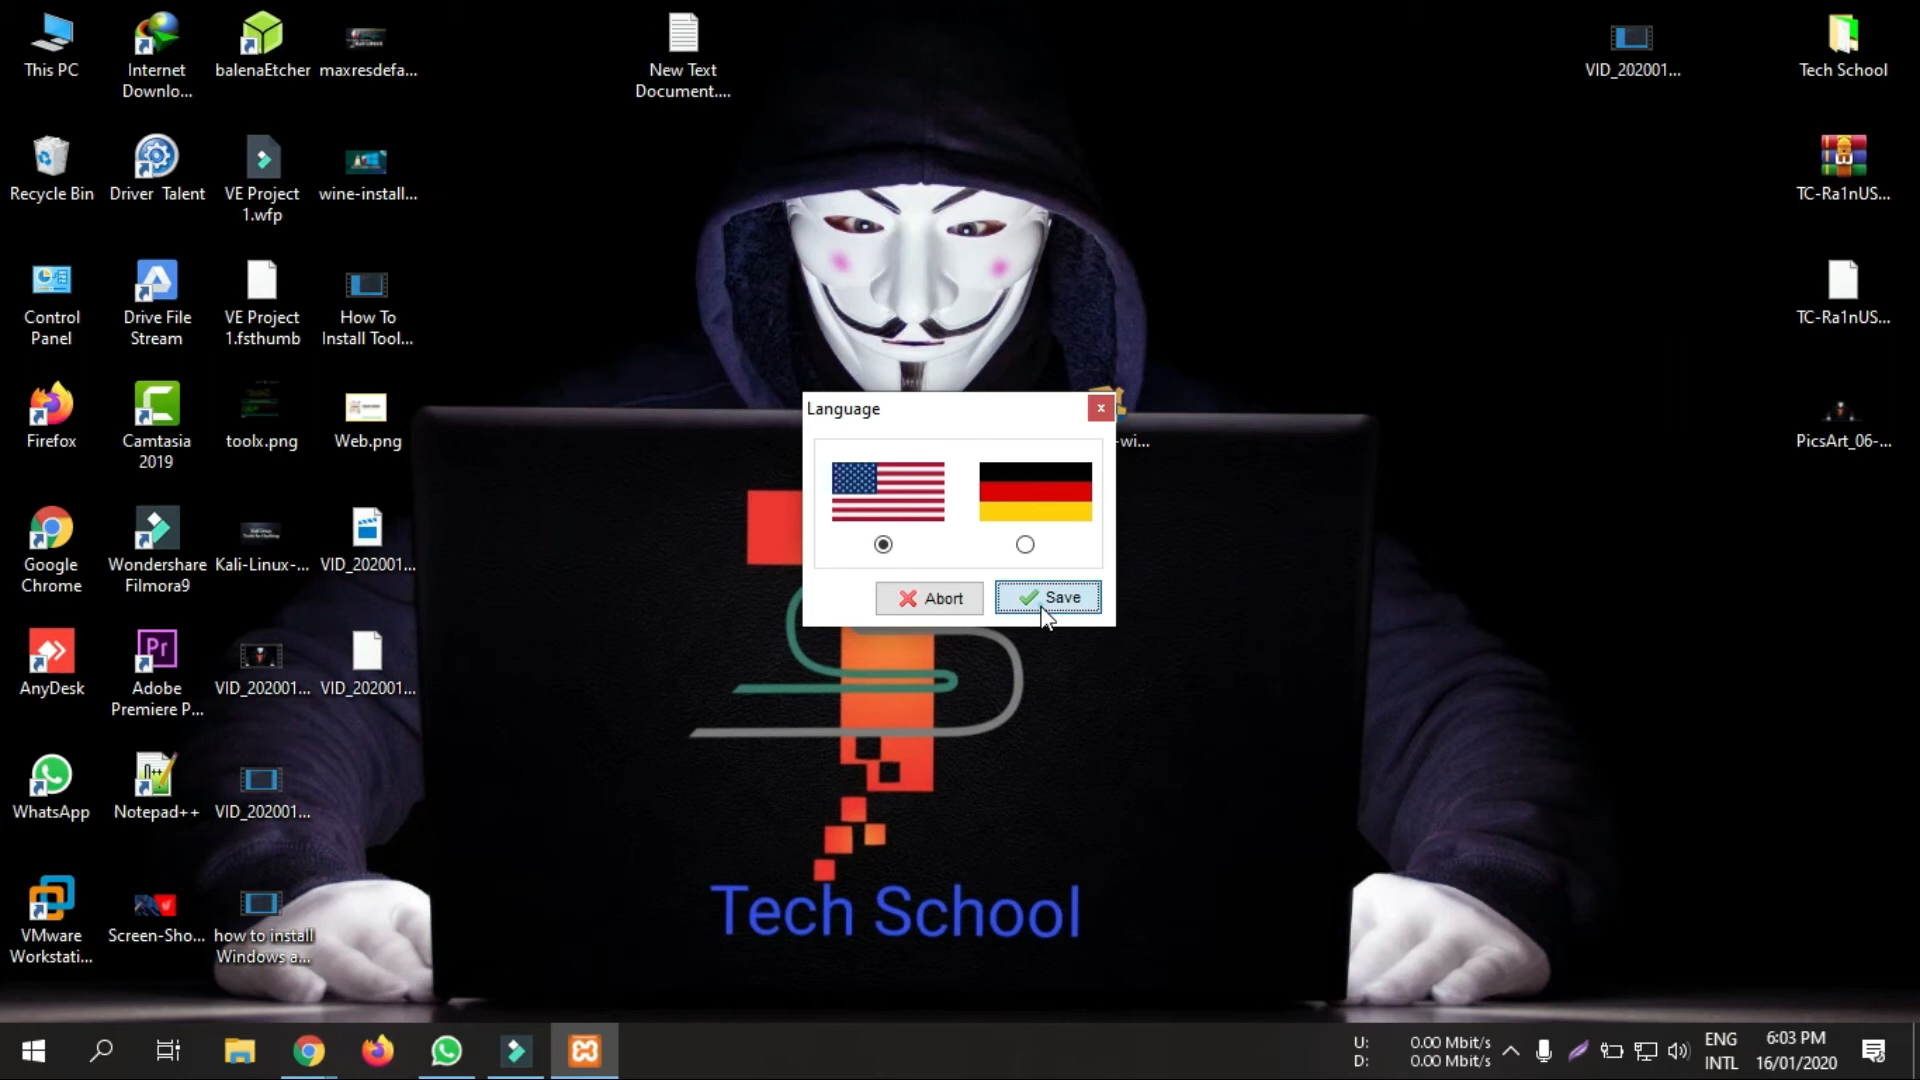 This PC
Internet
Downlo...
balenaEtcher
maxresdefa...
New Text
Document....
VID_202001...
Tech School
Recycle Bin
Driver Talent
VE Project
1.wfp
wine-install...
TC-Ra1nUS...
Control
Panel
Drive File
Stream
VE Project
1.fsthumb
How To
Install Tool...
TC-Ra1nUS...
Language
x
Firefox
Camtasia
2019
toolx.png
Web.png
-wi...
PicsArt_06-...
Google
Chrome
Wondershare
Filmora9
Kali-Linux-...
VID_202001...
Abort
Save
AnyDesk
Adobe
Premiere P...
VID_202001...
VID_202001...
WhatsApp
Notepad++
VID_202001...
Tech School
VMware
Workstati...
Screen-Sho...
how to install
Windows a...
U: 0.00 Mbit/s
D: 0.00 Mbit/s
ENG
INTL
6:03 PM
16/01/2020